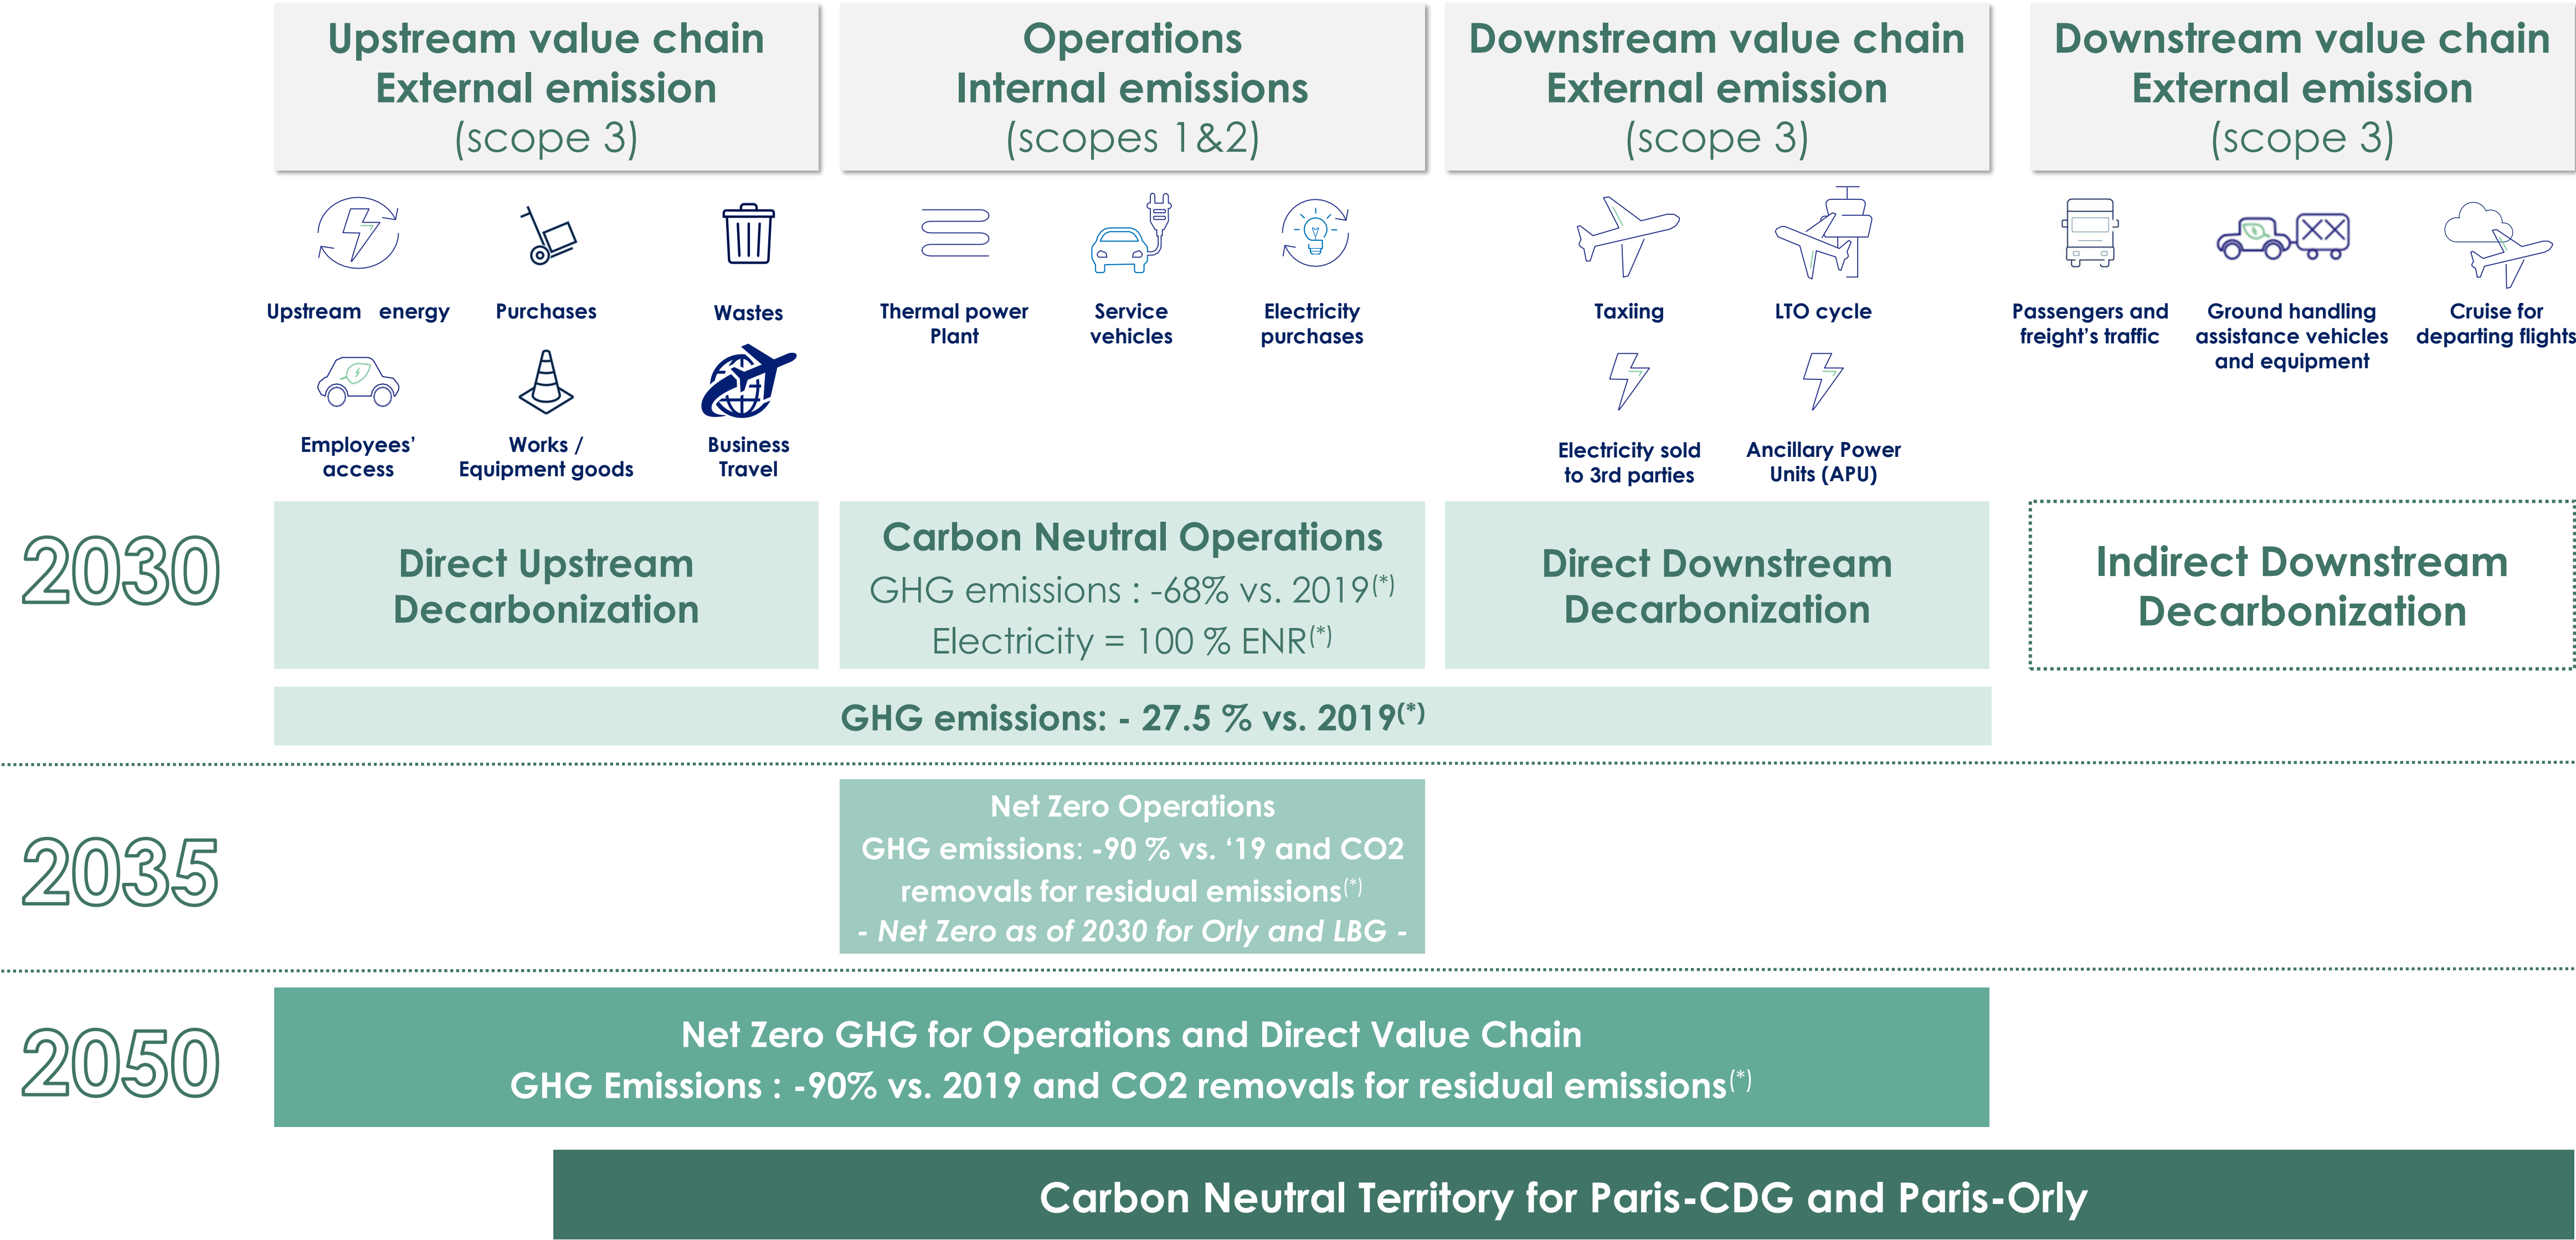 Upstream value chain
External emission
(scope 3)
Operations
Internal emissions
(scopes 1&2)
Downstream value chain
External emission
(scope 3)
Downstream value chain
External emission
(scope 3)
Upstream energy
Purchases
Wastes
Employees’
access
Works /
Equipment goods
Business
Travel
Thermal power
Plant
Service
vehicles
Electricity
purchases
Taxiing
LTO cycle
Electricity sold
to 3rd parties
Ancillary Power
Units (APU)
Passengers and
freight’s traffic
Ground handling
assistance vehicles
and equipment
Cruise for
departing flights
2030
Direct Upstream
Decarbonization
Carbon Neutral Operations
GHG emissions : -68% vs. 2019(*)
Electricity = 100 % ENR(*)
Direct Downstream
Decarbonization
Indirect Downstream
Decarbonization
GHG emissions: - 27.5 % vs. 2019(*)
2035
Net Zero Operations
GHG emissions: -90 % vs. ‘19 and CO2
removals for residual emissions(*)
- Net Zero as of 2030 for Orly and LBG -
2050
Net Zero GHG for Operations and Direct Value Chain
GHG Emissions : -90% vs. 2019 and CO2 removals for residual emissions(*)
Carbon Neutral Territory for Paris-CDG and Paris-Orly